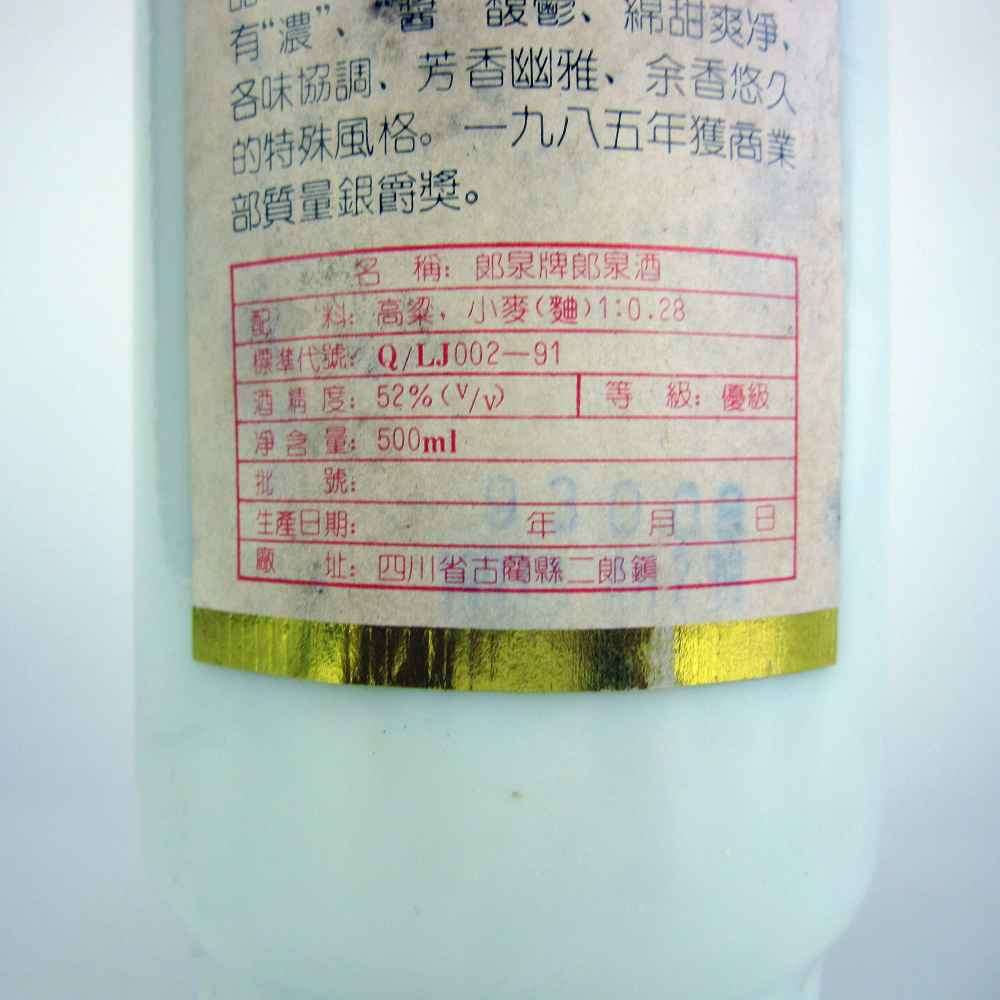 有“濃”、“醬 馥鬱、綿甜爽净、
各味協調、芳香幽雅、余香悠久
的特殊風格。一九八五年獲商業
部質量銀爵獎。
名 稱：郎泉牌郎泉酒
配 料：高粱，小麥(麯)1:0.28
標準代號：Q/LJ002—91
酒精度：52%(V/V) 等 級：優級
净含量：500ml
批 號：
生產日期： 年 月 日
廠 址：四川省古藺縣二郎鎮